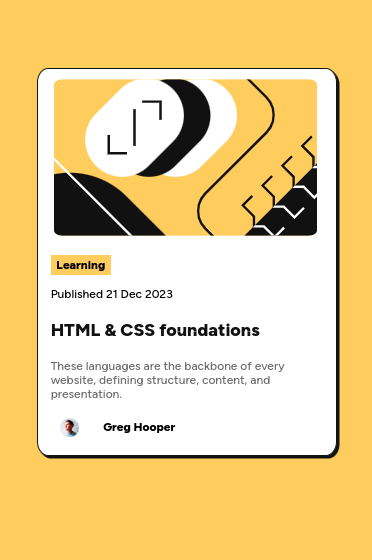 Learning
Published 21 Dec 2023
HTML & CSS foundations
These languages are the backbone of every
website, defining structure, content, and
presentation.
Greg Hooper